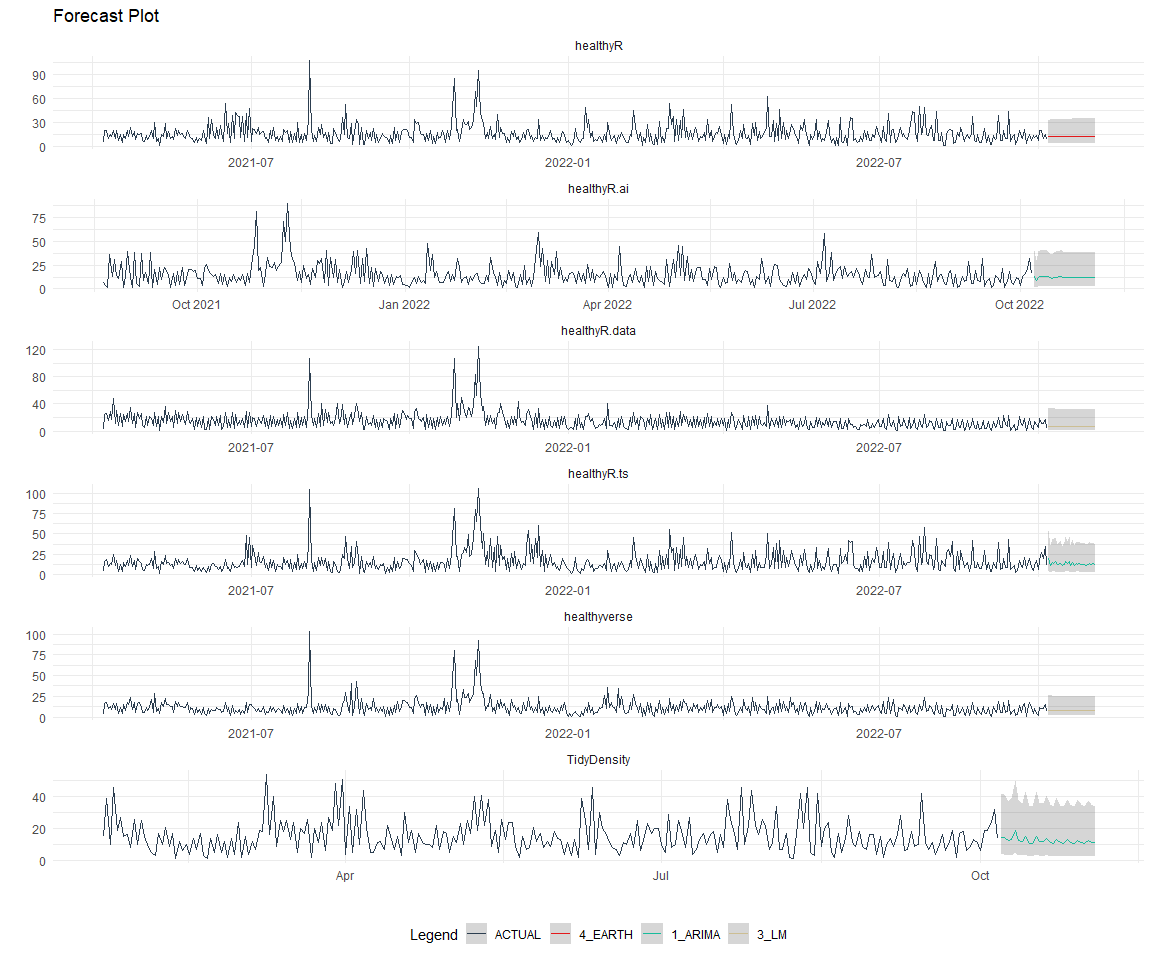 Forecast Plot
healthyR
90
60
30
0
2021-07 2022-01 2022-07
healthyR.ai
75
50
25
0
Oct 2021 Jan 2022 Apr 2022 Jul 2022 Oct 2022
healthyR.data
120
80
40
0
2021-07 2022-01 2022-07
healthyR.ts
100
75
50
25
0
2021-07 2022-01 2022-07
healthyverse
100
75
50
25
0
2021-07 2022-01 2022-07
TidyDensity
40
20
0
Apr Jul Oct
Legend ACTUAL 4_EARTH 1_ARIMA 3_LM